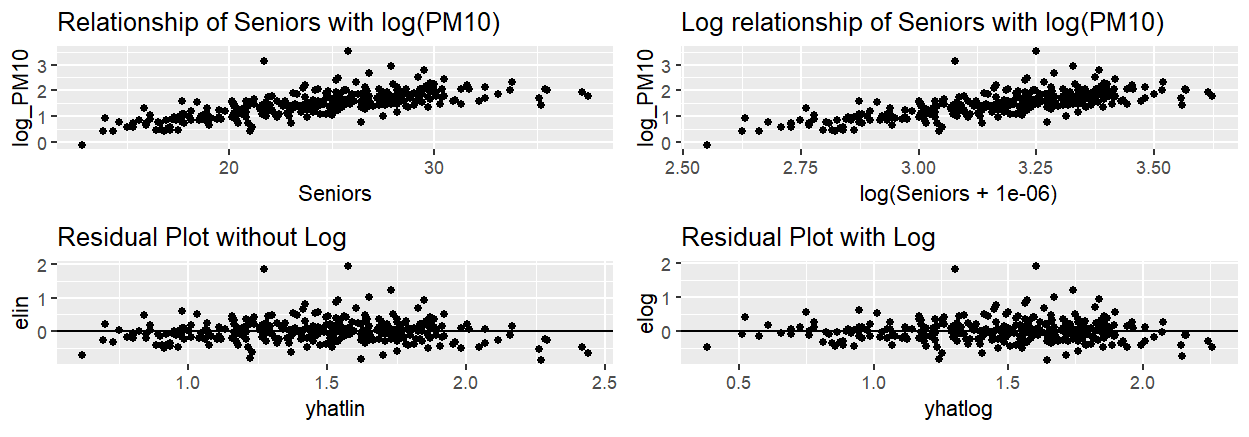 Relationship of Seniors with log(PM10)
log_PM10
3
2
1
0
20 30
Seniors
Log relationship of Seniors with log(PM10)
log_PM10
3
2
1
0
2.50 2.75 3.00 3.25 3.50
log(Seniors + 1e-06)
Residual Plot without Log
elin
2
1
0
1.0 1.5 2.0 2.5
yhatlin
Residual Plot with Log
elog
2
1
0
0.5 1.0 1.5 2.0
yhatlog